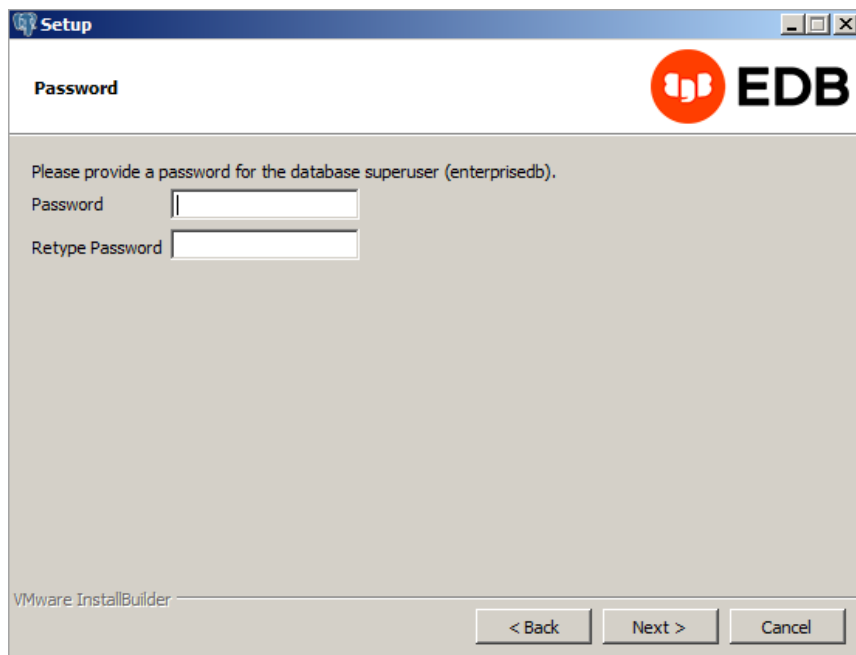 Setup
Password
EDB
Please provide a password for the database superuser (enterprisedb).
Password
Retype Password
VMware InstallBuilder
< Back
Next >
Cancel